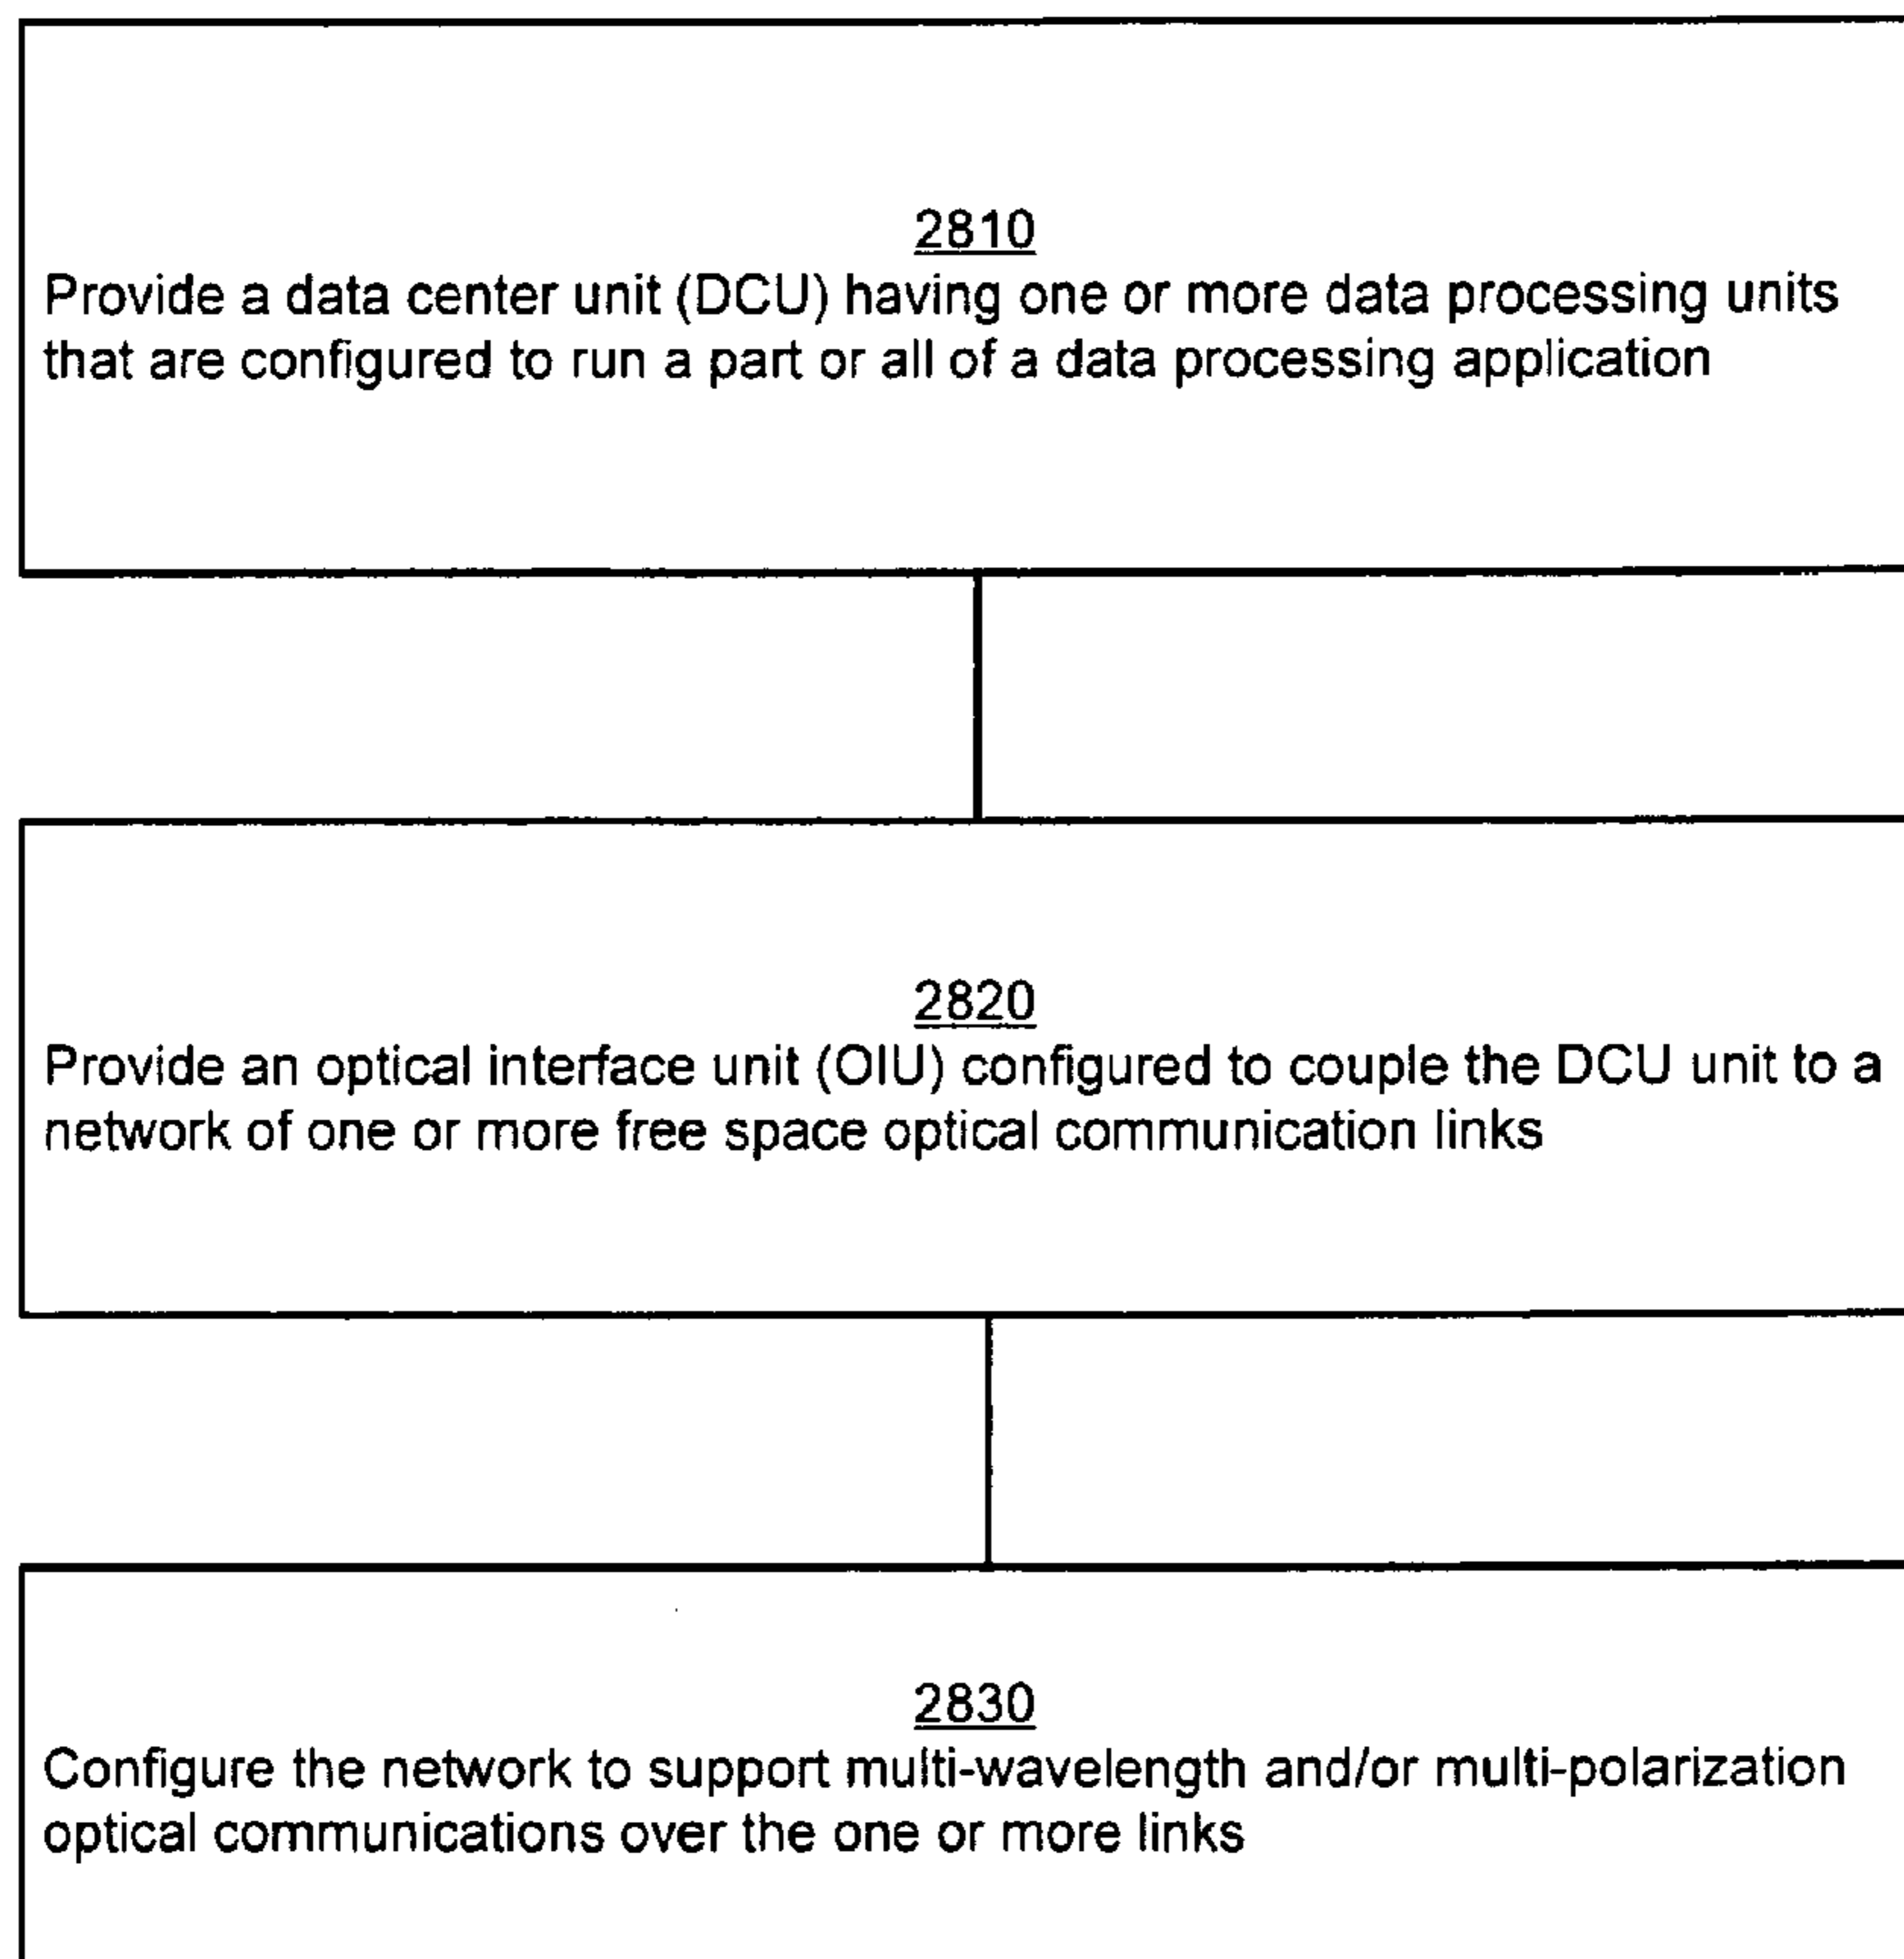 2810
Provide a data center unit (DCU) having one or more data processing units
that are configured to run a part or all of a data processing application
2820
Provide an optical interface unit (OIU) configured to couple the DCU unit to a
network of one or more free space optical communication links
2830
Configure the network to support multi-wavelength and/or multi-polarization
optical communications over the one or more links